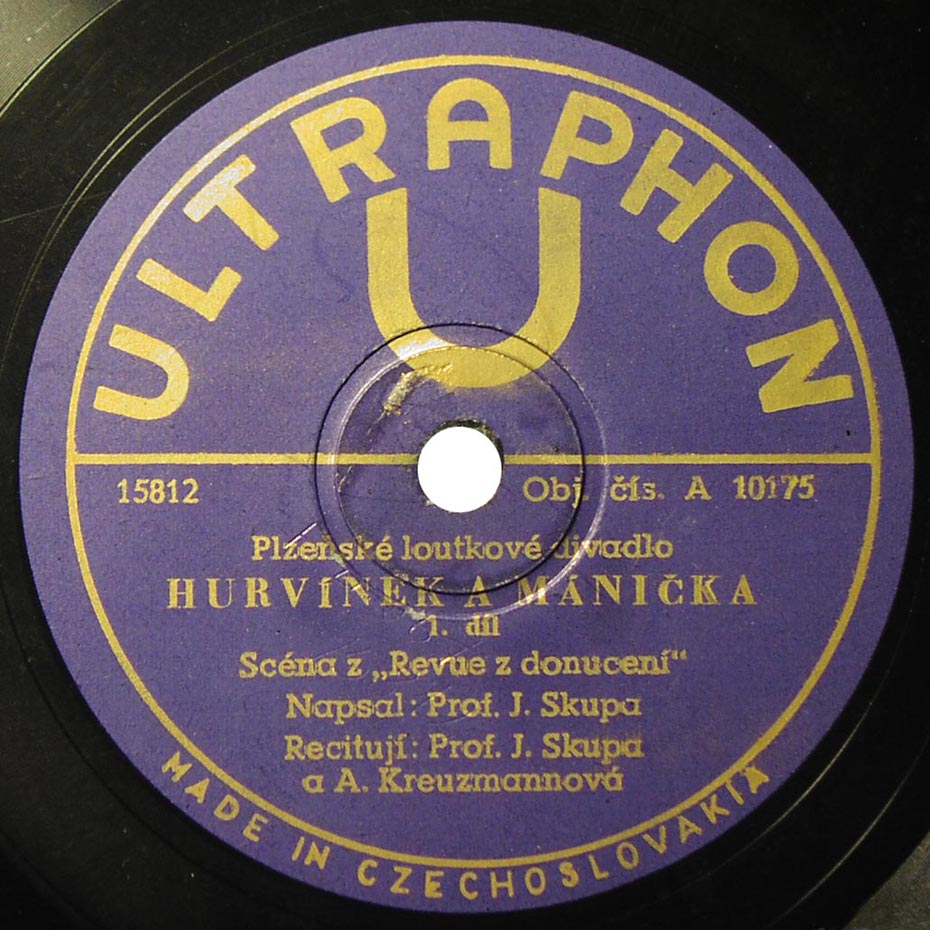 ULTRAPHON
U
15812 Obj. čís. A 10175
Plzeňské loutkové divadlo
HURVÍNEK A MÁNIČKA
1. díl
Scéna z „Revue z donucení“
Napsal: Prof. J. Skupa
Recitují: Prof. J. Skupa
a A. Kreuzmannová
MADE IN CZECHOSLOVAKIA